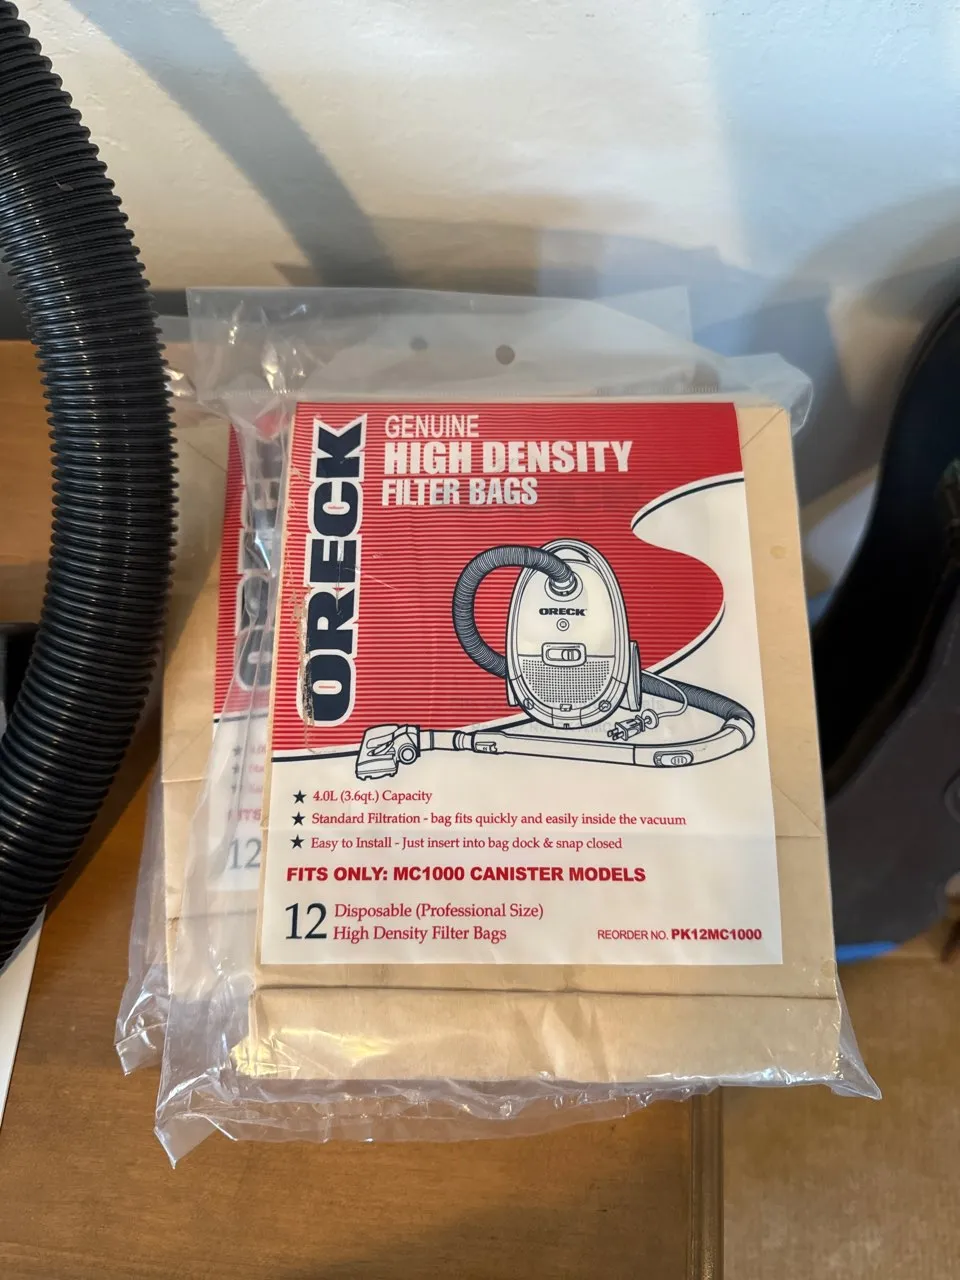 ORECK
GENUINE
HIGH DENSITY
FILTER BAGS
ORECK
★ 4.0L (3.6qt.) Capacity
★ Standard Filtration - bag fits quickly and easily inside the vacuum
★ Easy to Install - Just insert into bag dock & snap closed
FITS ONLY: MC1000 CANISTER MODELS
12 Disposable (Professional Size)
High Density Filter Bags
REORDER NO. PK12MC1000
12